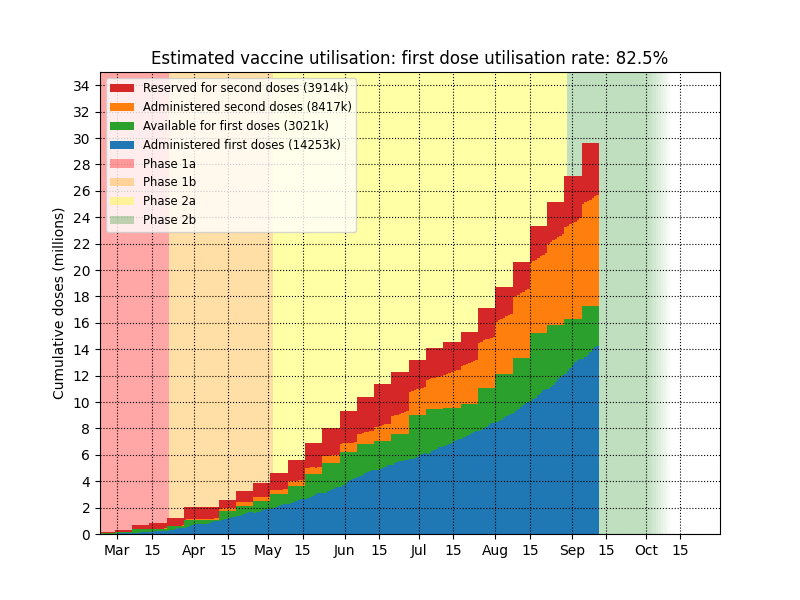 Estimated vaccine utilisation: first dose utilisation rate: 82.5%
Reserved for second doses (3914k)
Administered second doses (8417k)
Available for first doses (3021k)
Administered first doses (14253k)
Phase 1a
Phase 1b
Phase 2a
Phase 2b
Cumulative doses (millions)
34
32
30
28
26
24
22
20
18
16
14
12
10
8
6
4
2
0
Mar 15 Apr 15 May 15 Jun 15 Jul 15 Aug 15 Sep 15 Oct 15